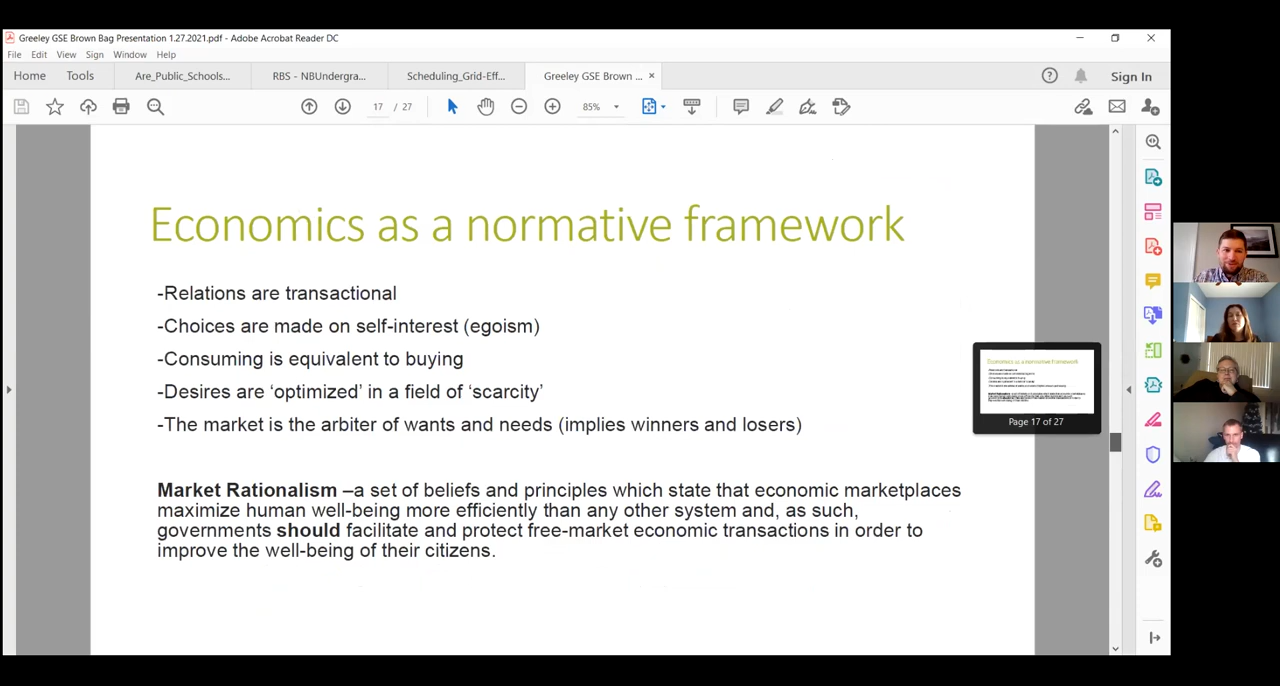 Greeley GSE Brown Bag Presentation 1.27.2021.pdf - Adobe Acrobat Reader DC
File Edit View Sign Window Help
Home Tools Are_Public_Schools... RBS - NBUndergra... Scheduling_Grid-Eff... Greeley GSE Brown ... × Sign In
17 / 27 85%
Economics as a normative framework
-Relations are transactional
-Choices are made on self-interest (egoism)
-Consuming is equivalent to buying
-Desires are ‘optimized’ in a field of ‘scarcity’
-The market is the arbiter of wants and needs (implies winners and losers)
Market Rationalism –a set of beliefs and principles which state that economic marketplaces
maximize human well-being more efficiently than any other system and, as such,
governments should facilitate and protect free-market economic transactions in order to
improve the well-being of their citizens.
Economics as a normative framework
Page 17 of 27